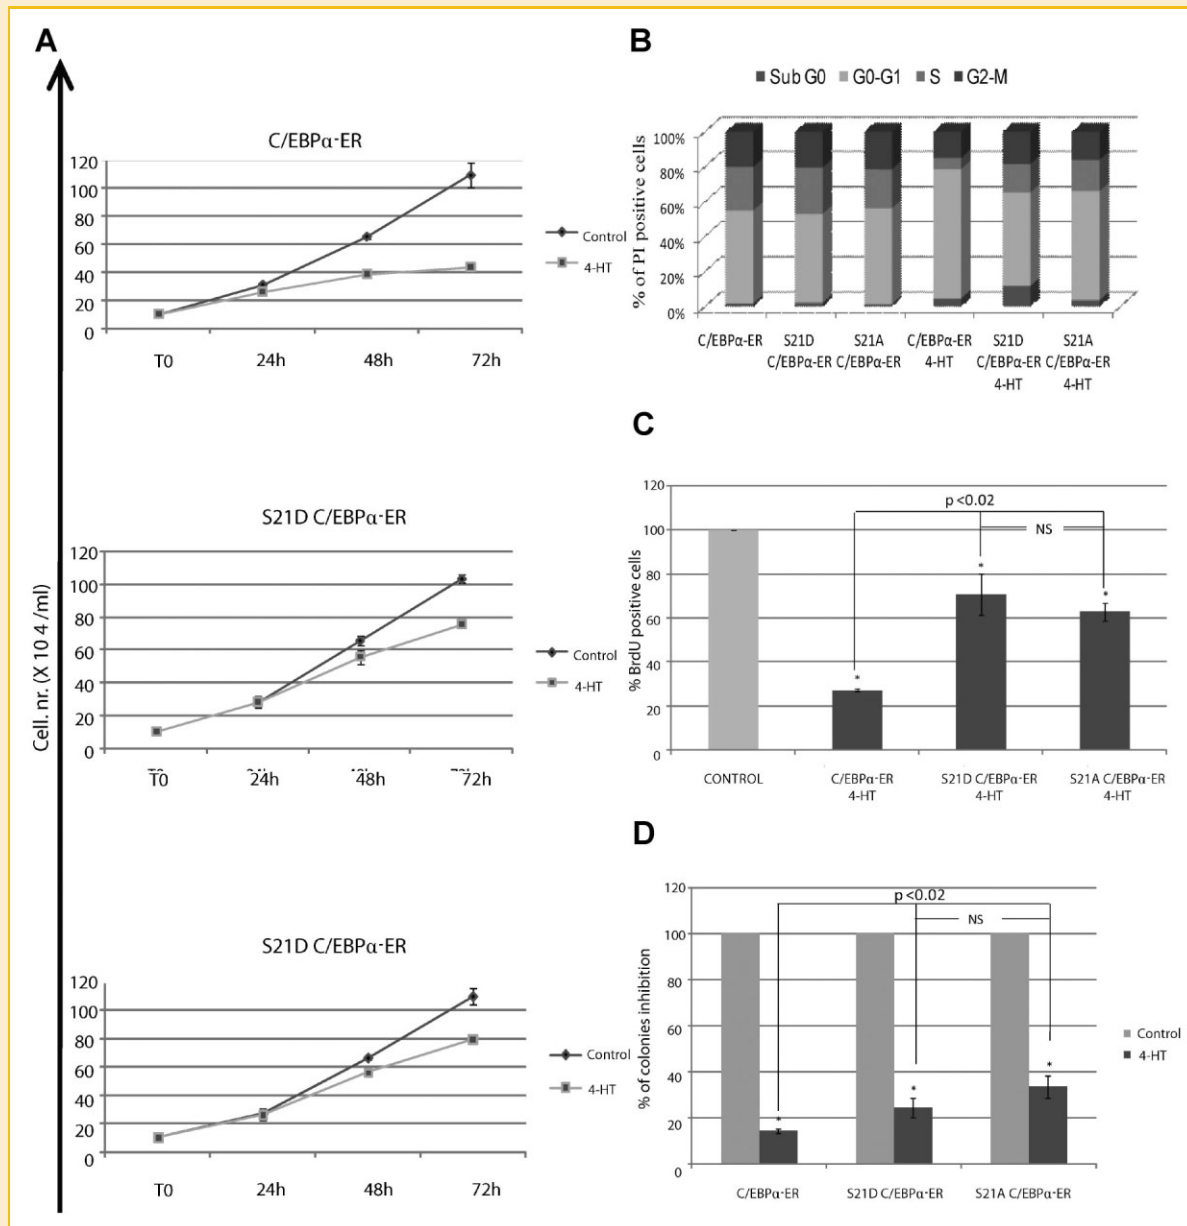 A
Cell. nr. (X 10 4 /ml)
C/EBPα-ER
120
100
80
60
40
20
0
T0 24h 48h 72h
Control
4-HT
S21D C/EBPα-ER
120
100
80
60
40
20
0
T0 24h 48h 72h
Control
4-HT
S21D C/EBPα-ER
120
100
80
60
40
20
0
T0 24h 48h 72h
Control
4-HT
B
Sub G0 G0-G1 S G2-M
% of PI positive cells
100%
80%
60%
40%
20%
0%
C/EBPα-ER S21D S21A C/EBPα-ER S21D S21A
C/EBPα-ER C/EBPα-ER 4-HT C/EBPα-ER C/EBPα-ER
4-HT 4-HT
C
% BrdU positive cells
120
100
80
60
40
20
0
p <0.02
NS
* * *
CONTROL C/EBPα-ER S21D C/EBPα-ER S21A C/EBPα-ER
4-HT 4-HT 4-HT
D
% of colonies inhibition
120
100
80
60
40
20
0
p <0.02
NS
* * *
C/EBPα-ER S21D C/EBPα-ER S21A C/EBPα-ER
Control
4-HT